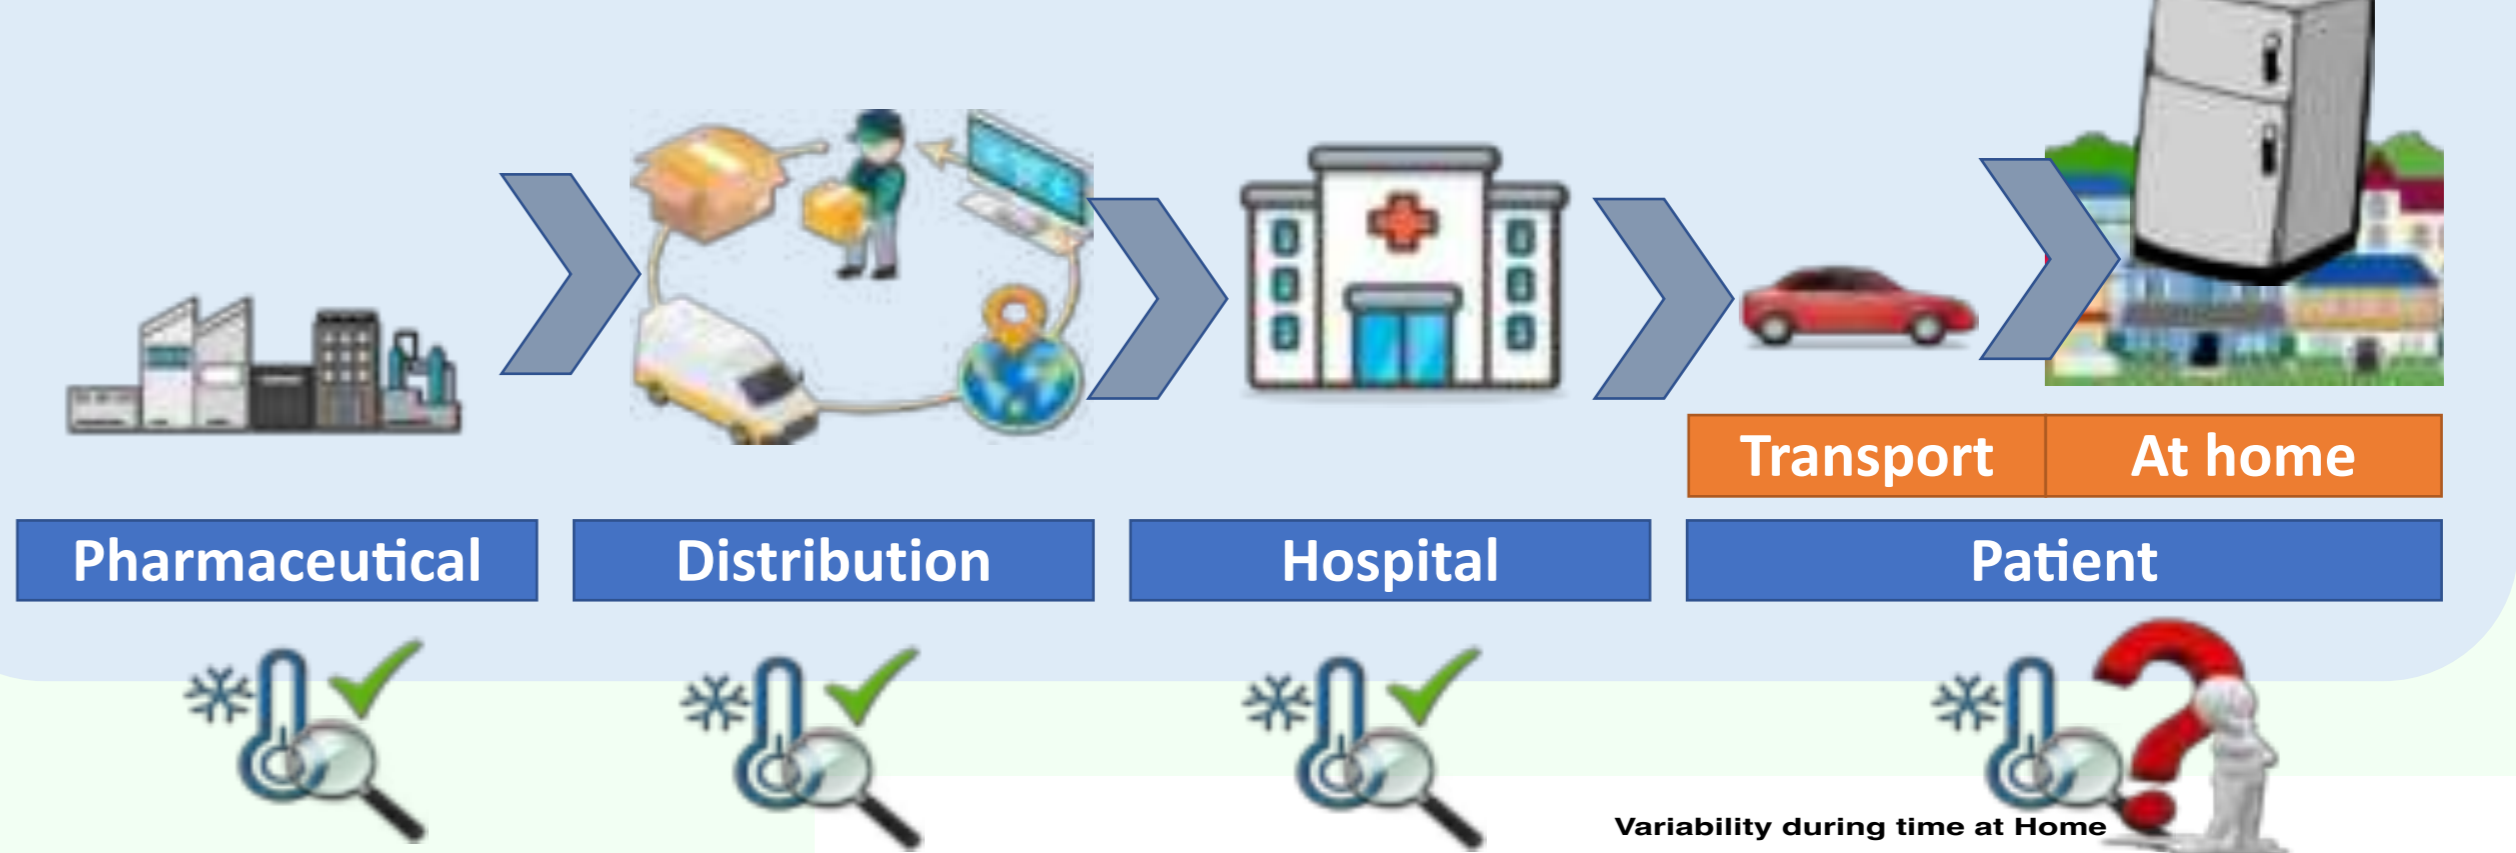 Transport
At home
Pharmaceutical
Distribution
Hospital
Patient
Variability during time at Home